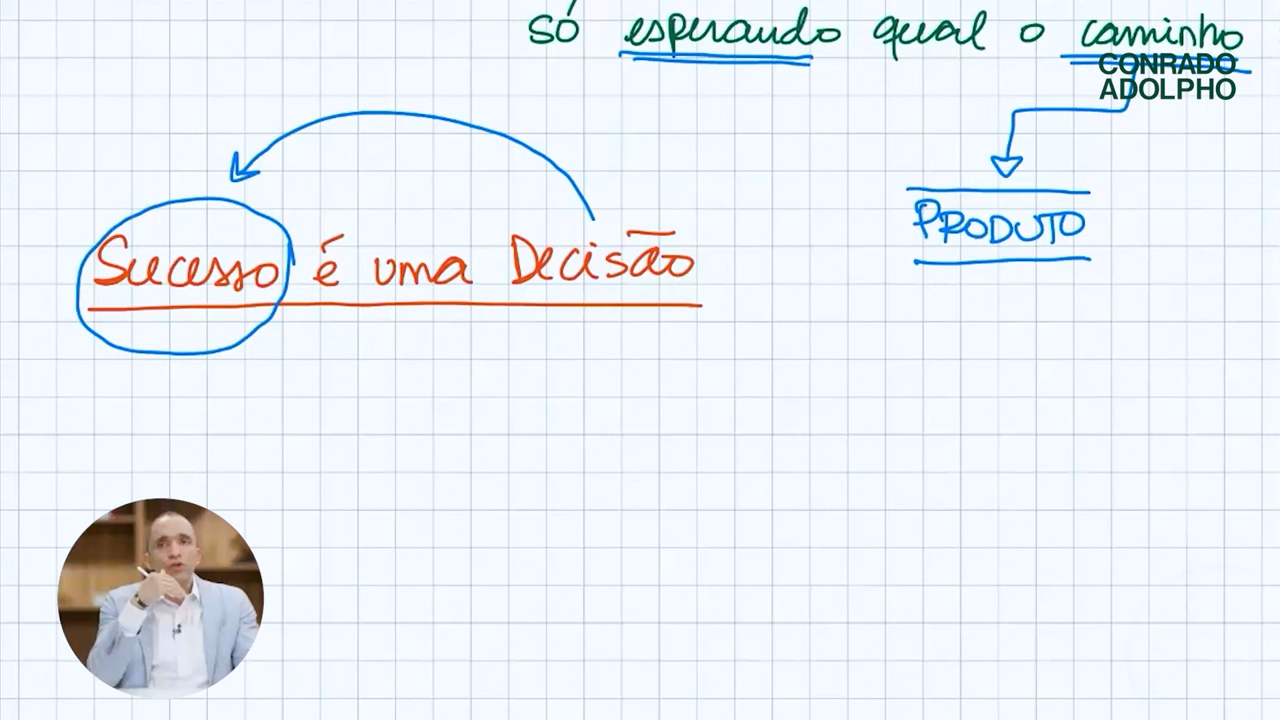 só esperando qual o caminho
CONRADO
ADOLPHO
PRODUTO
Sucesso é uma Decisão